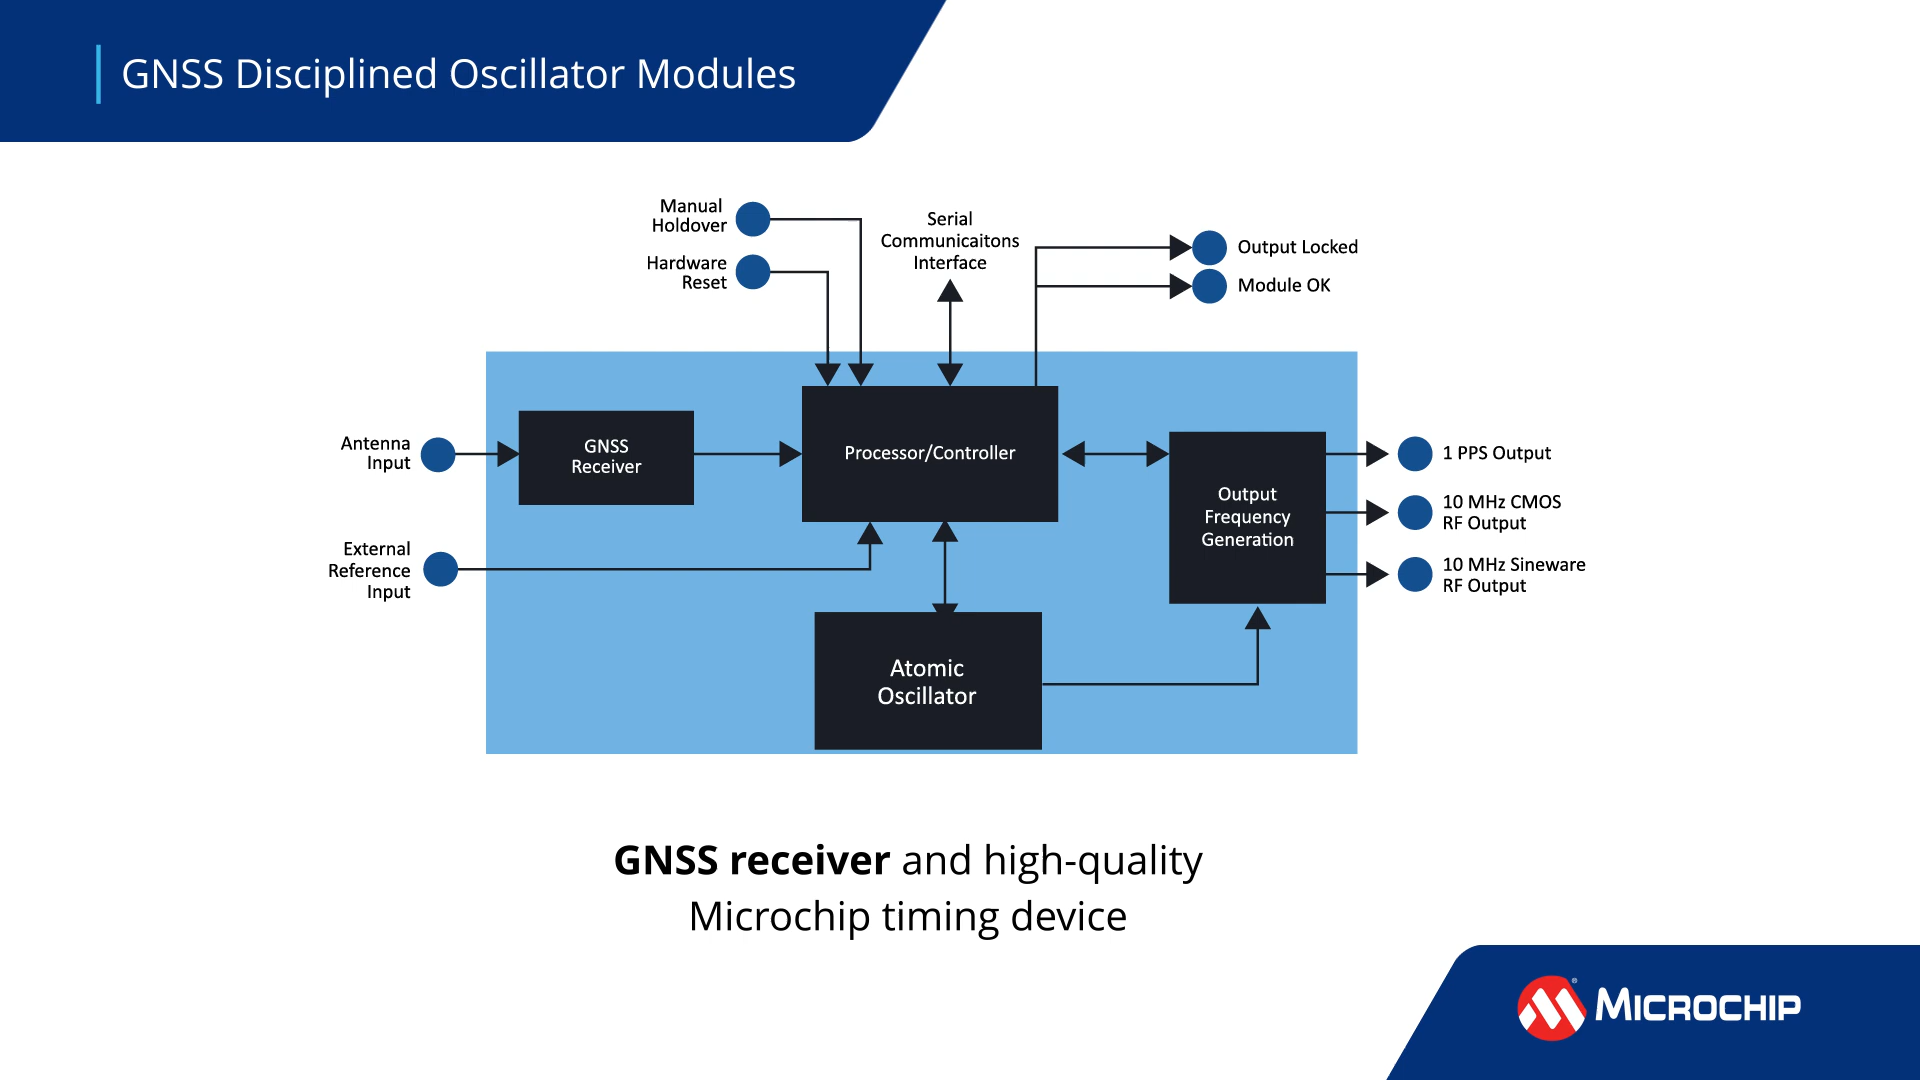 GNSS Disciplined Oscillator Modules
Manual
Holdover
Hardware
Reset
Serial
Communicaitons
Interface
Output Locked
Module OK
Antenna
Input
GNSS
Receiver
Processor/Controller
Output
Frequency
Generation
1 PPS Output
10 MHz CMOS
RF Output
10 MHz Sineware
RF Output
External
Reference
Input
Atomic
Oscillator
GNSS receiver and high-quality
Microchip timing device
MICROCHIP